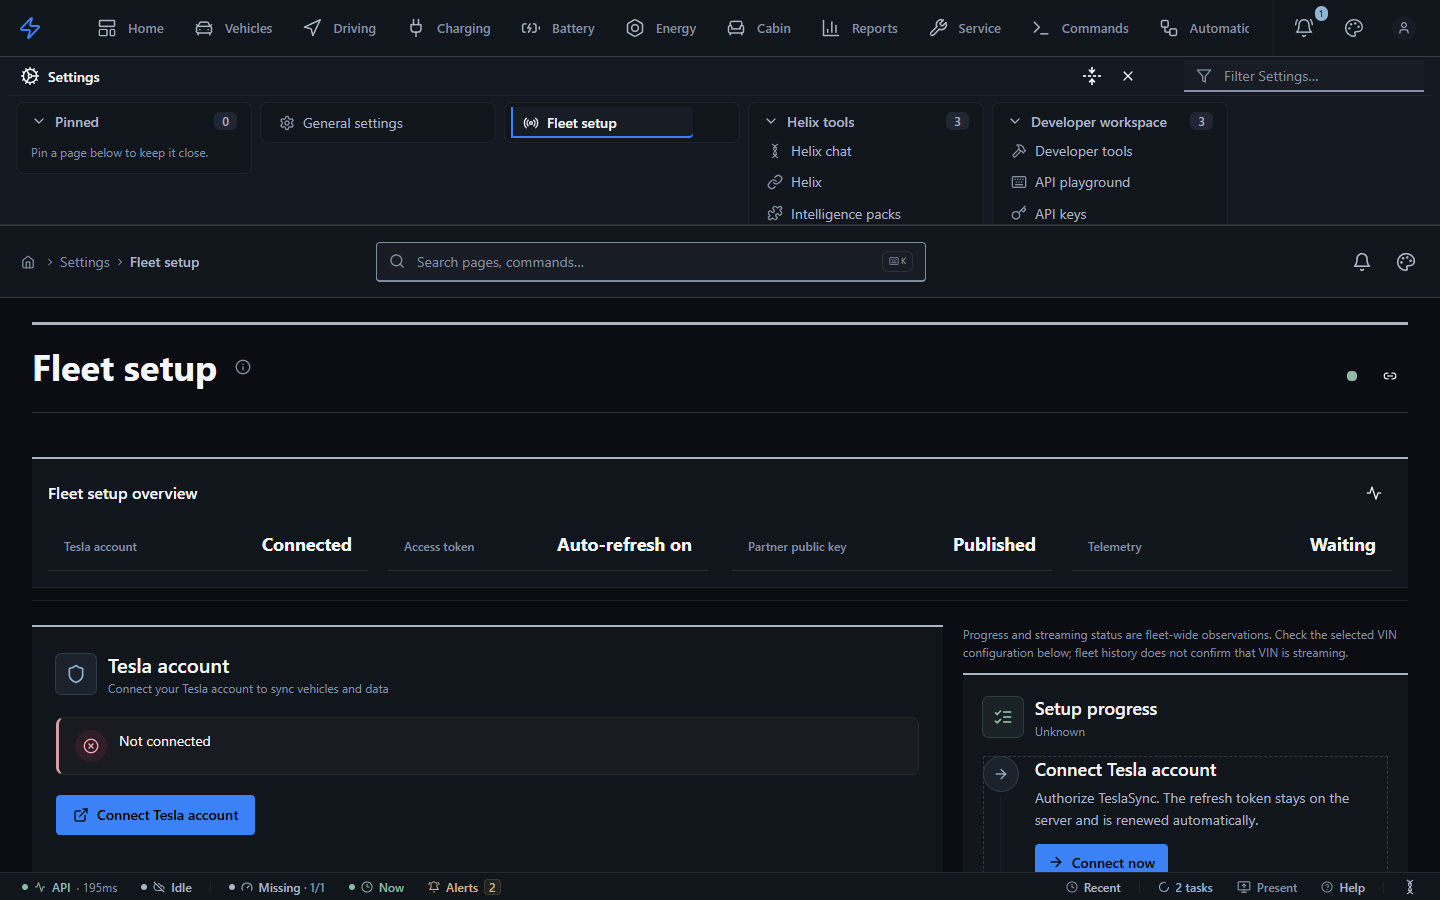 Home
Vehicles
Driving
Charging
Battery
Energy
Cabin
Reports
Service
Commands
Automatic
1
Settings
Filter Settings...
Pinned
0
Pin a page below to keep it close.
General settings
Fleet setup
Helix tools
3
Helix chat
Helix
Intelligence packs
Developer workspace
3
Developer tools
API playground
API keys
Settings
Fleet setup
Search pages, commands...
K
Fleet setup
Fleet setup overview
Tesla account
Connected
Access token
Auto-refresh on
Partner public key
Published
Telemetry
Waiting
Tesla account
Connect your Tesla account to sync vehicles and data
Not connected
Connect Tesla account
Progress and streaming status are fleet-wide observations. Check the selected VIN
configuration below; fleet history does not confirm that VIN is streaming.
Setup progress
Unknown
Connect Tesla account
Authorize TeslaSync. The refresh token stays on the
server and is renewed automatically.
Connect now
API · 195ms
Idle
Missing · 1/1
Now
Alerts 2
Recent
2 tasks
Present
Help